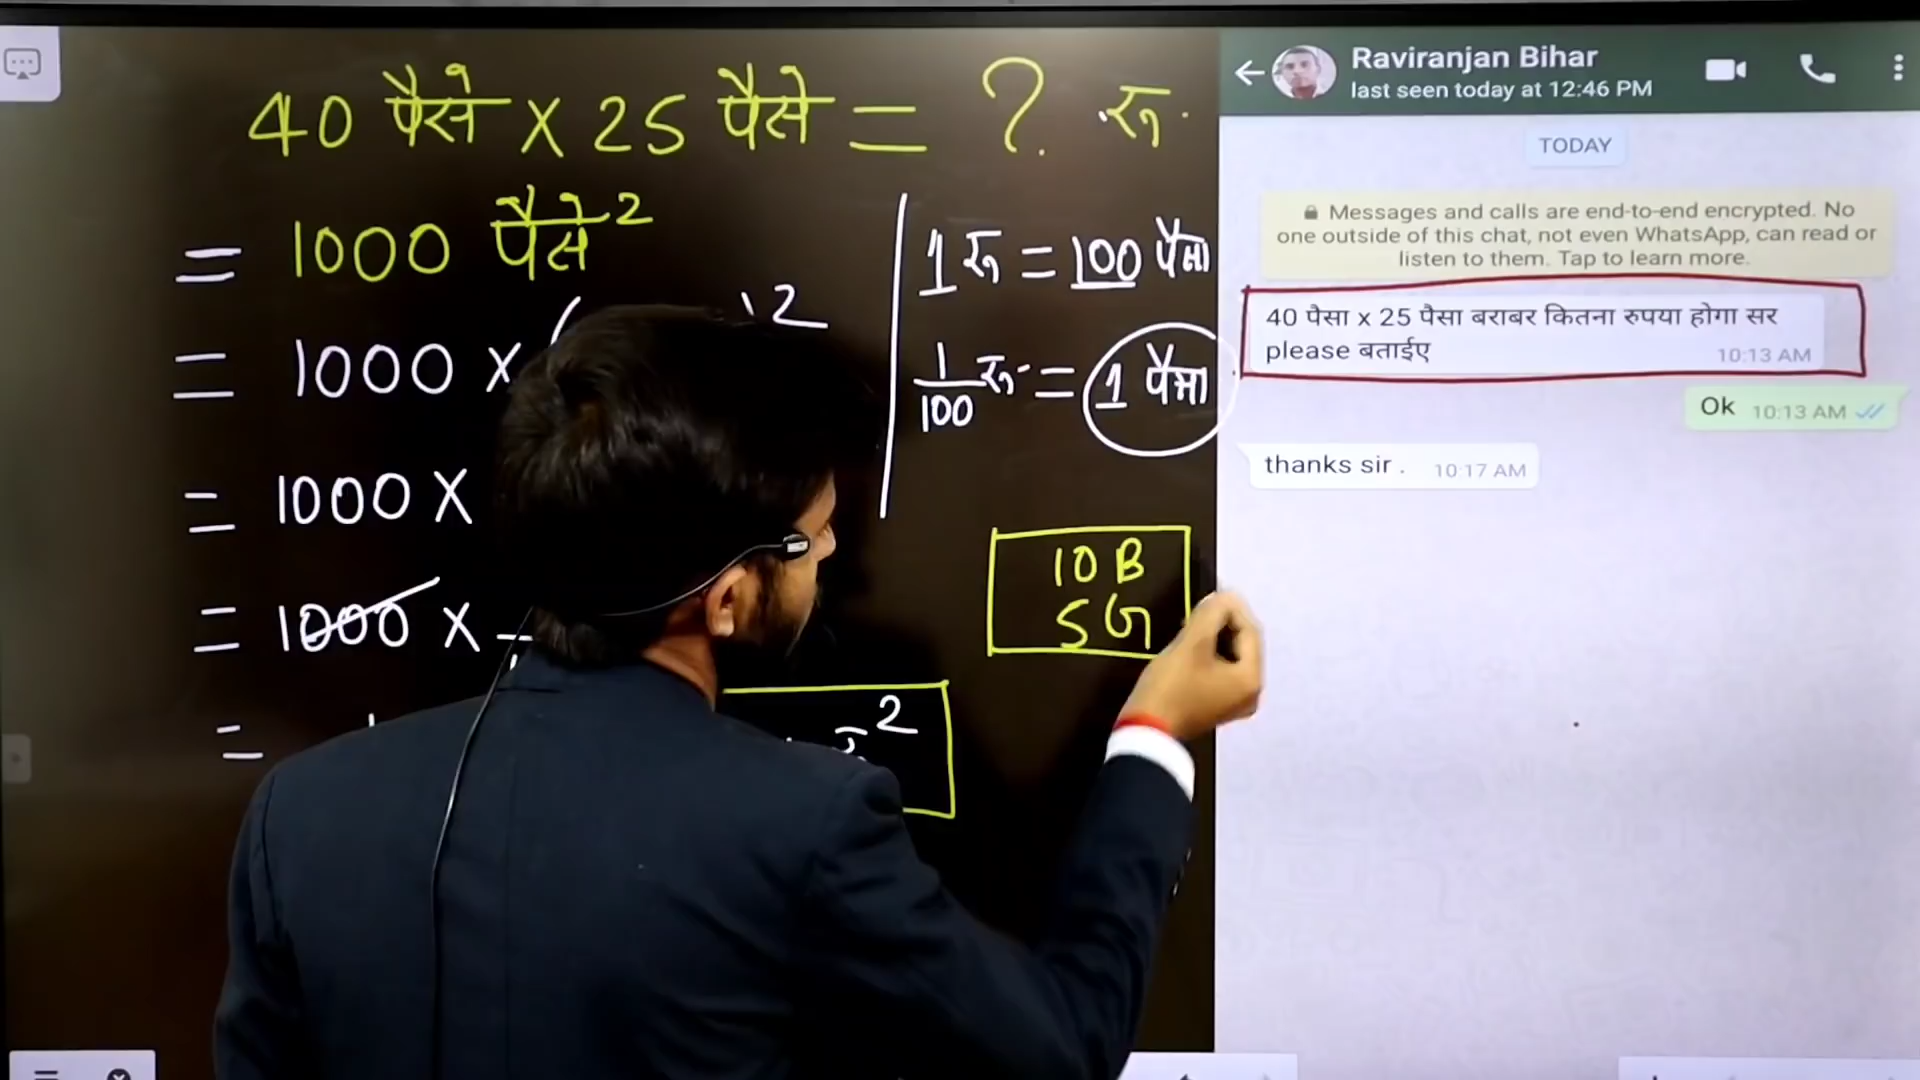 40 पैसे x 25 पैसे = ? रु.
= 1000 पैसे²
= 1000 x ( 2
= 1000 X
= 1000 x
=
2
1 रु = 100 पैसा
1/100 रु = 1 पैसा
10 B
5 G
Raviranjan Bihar
last seen today at 12:46 PM
TODAY
Messages and calls are end-to-end encrypted. No
one outside of this chat, not even WhatsApp, can read or
listen to them. Tap to learn more.
40 पैसा x 25 पैसा बराबर कितना रुपया होगा सर
please बताईए
10:13 AM
Ok 10:13 AM
thanks sir . 10:17 AM